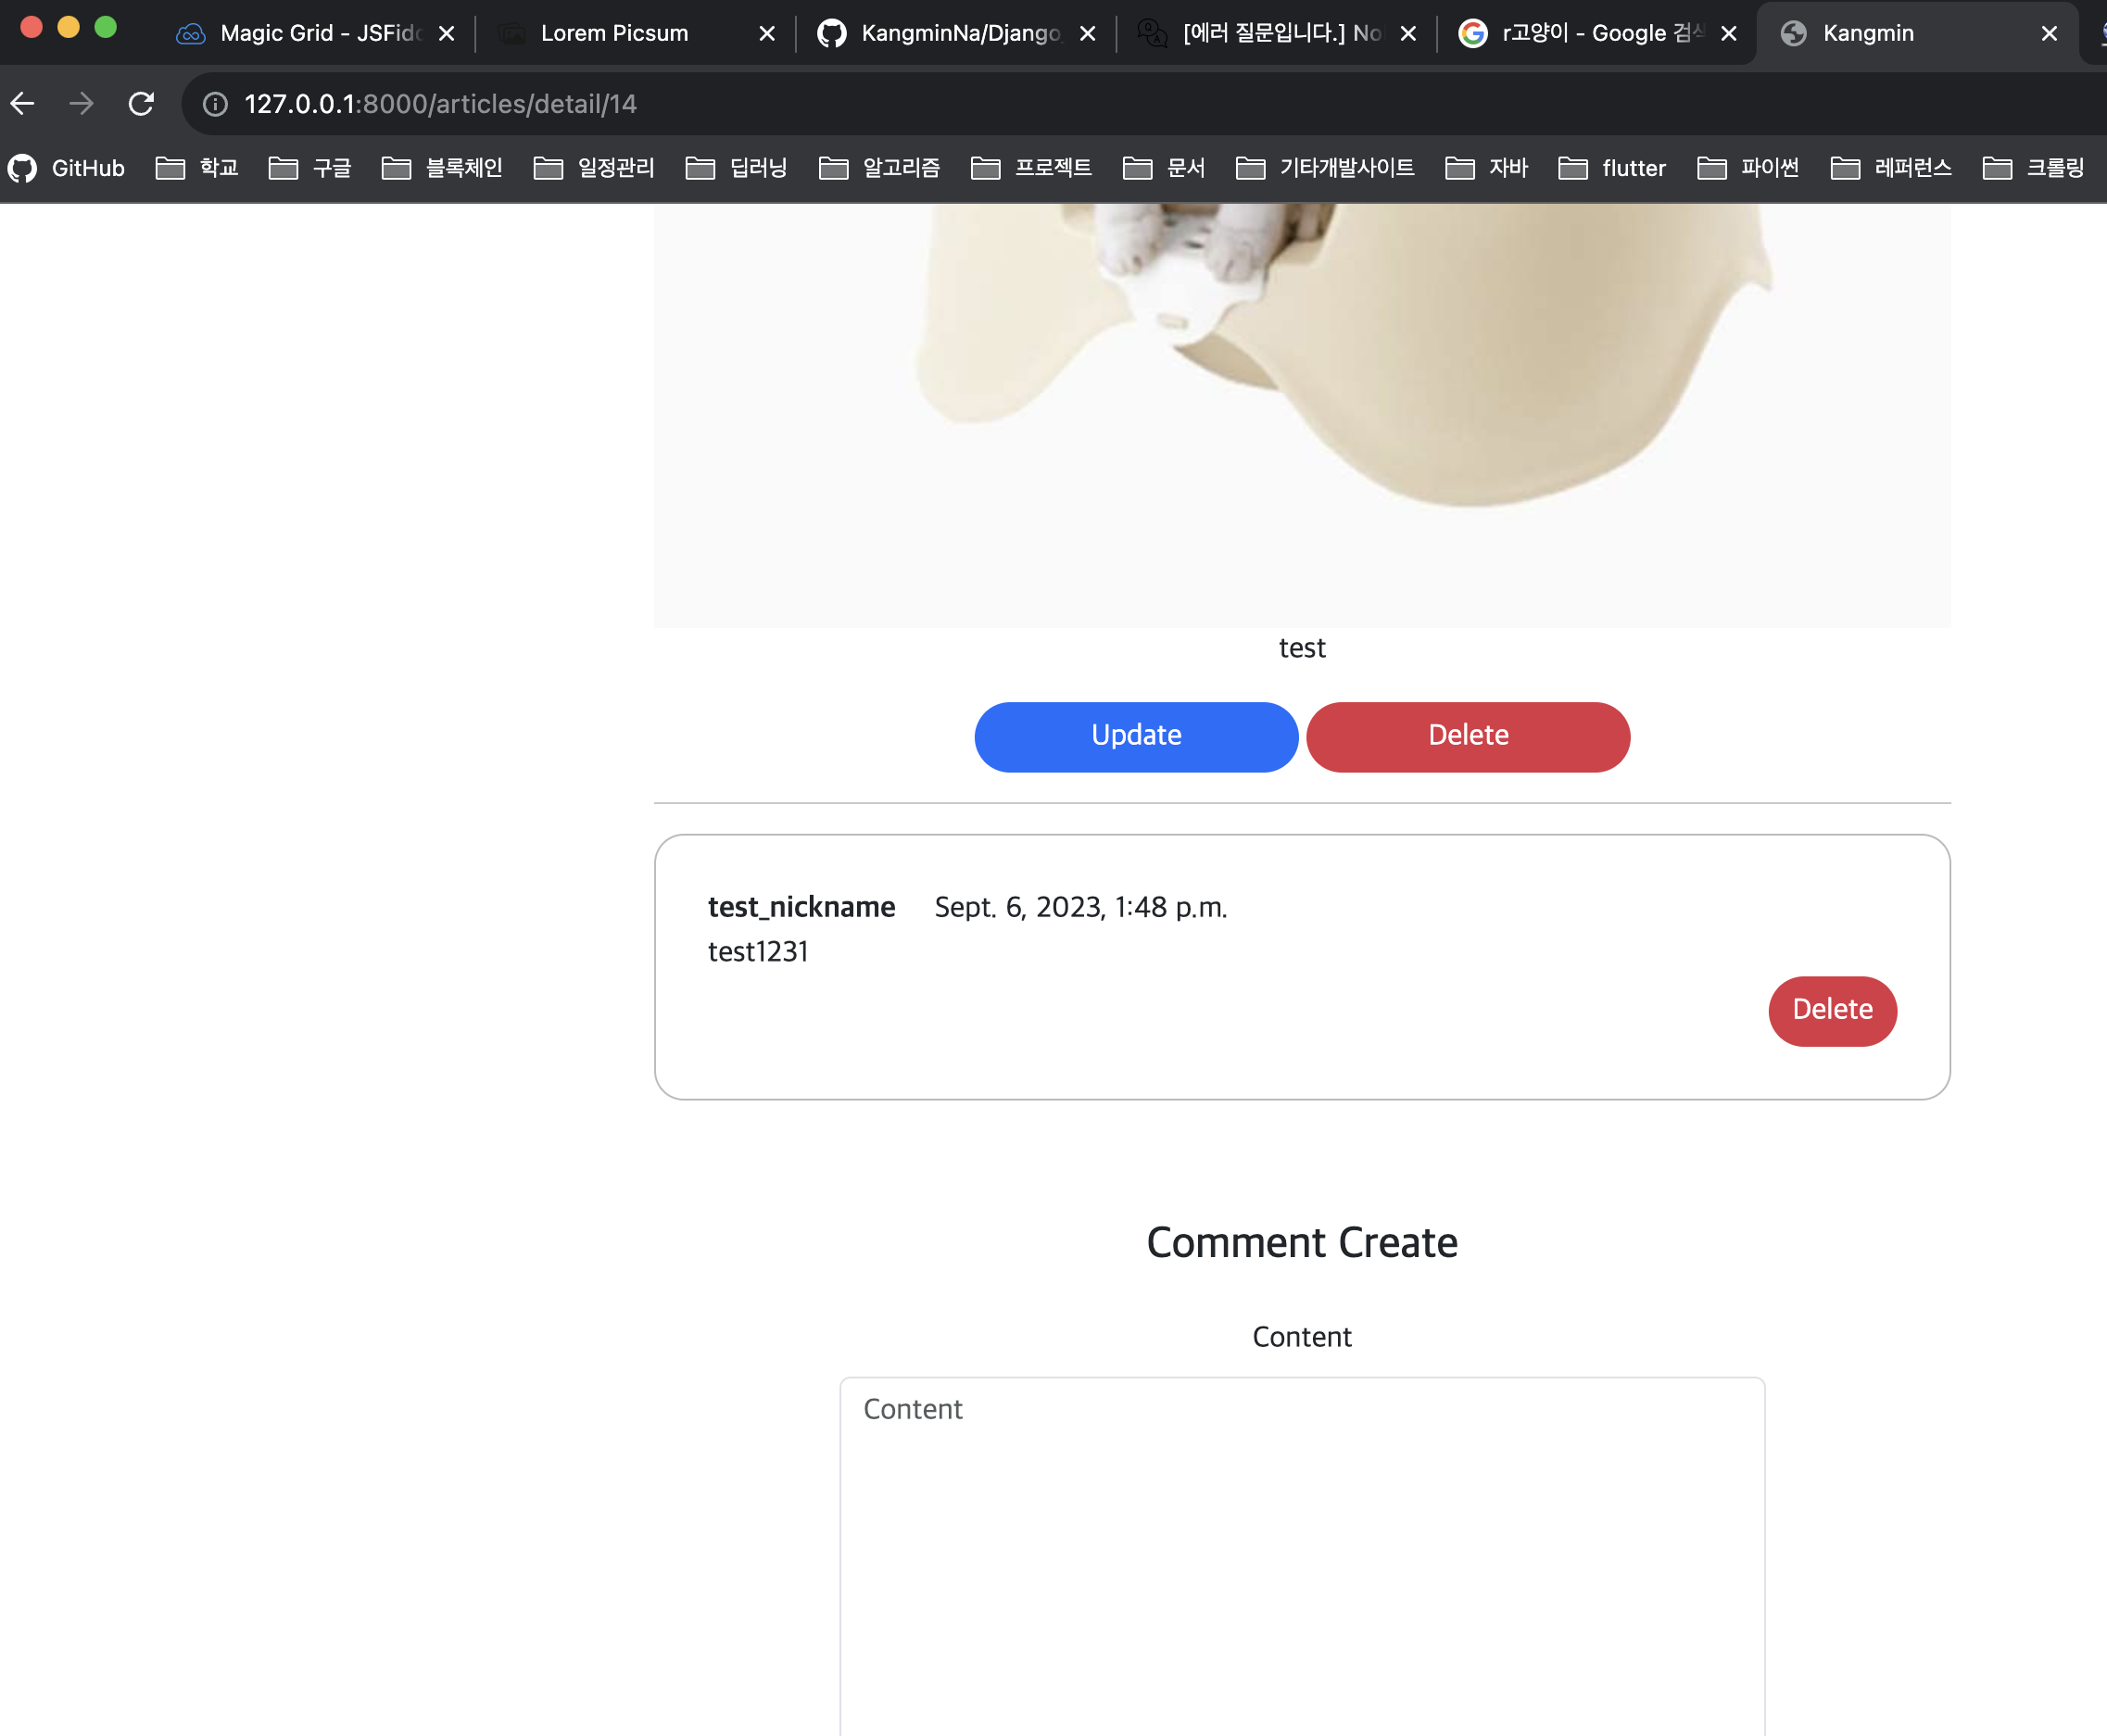 Magic Grid - JSFidd
Lorem Picsum
KangminNa/Django
[에러 질문입니다.] No
r고양이 - Google 검색
Kangmin
127.0.0.1:8000/articles/detail/14
GitHub
학교
구글
블록체인
일정관리
딥러닝
알고리즘
프로젝트
문서
기타개발사이트
자바
flutter
파이썬
레퍼런스
크롤링
test
Update
Delete
test_nickname Sept. 6, 2023, 1:48 p.m.
test1231
Delete
Comment Create
Content
Content